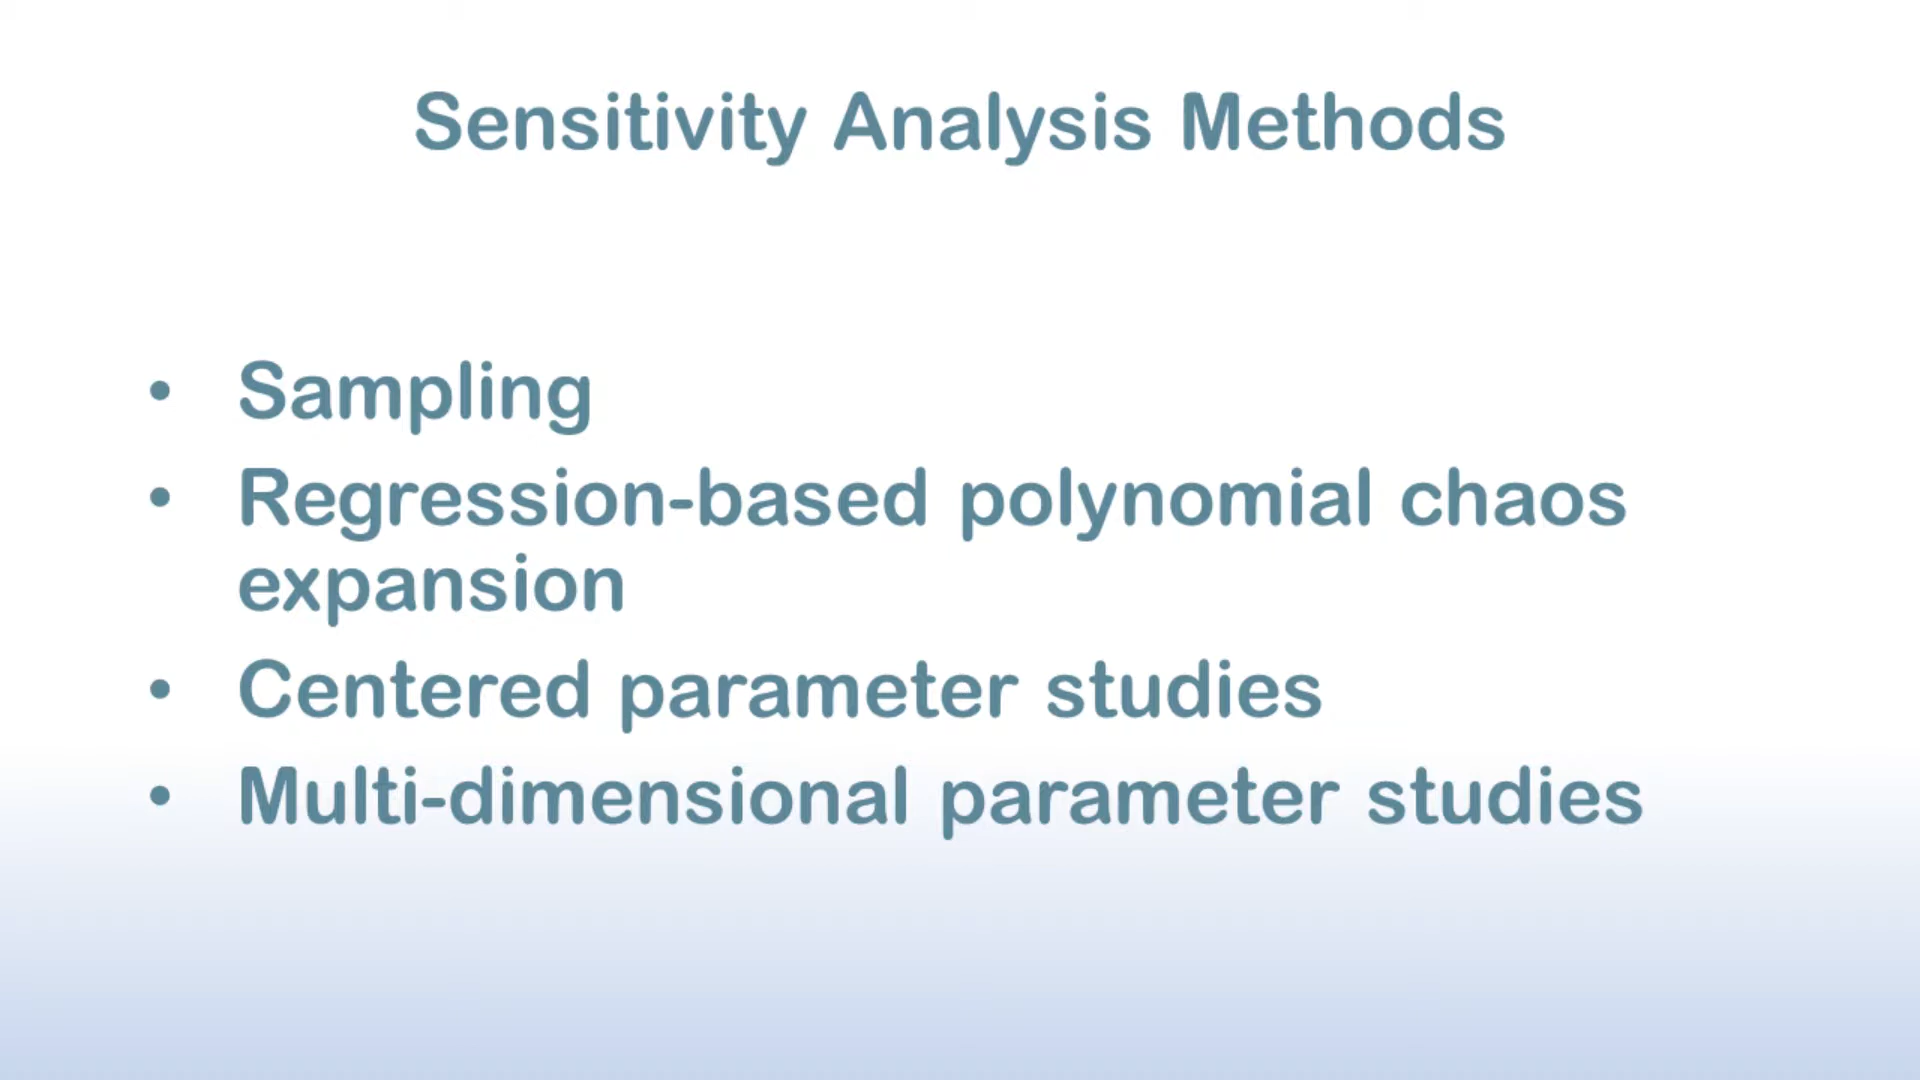 Sensitivity Analysis Methods
• Sampling
• Regression-based polynomial chaos
expansion
• Centered parameter studies
• Multi-dimensional parameter studies